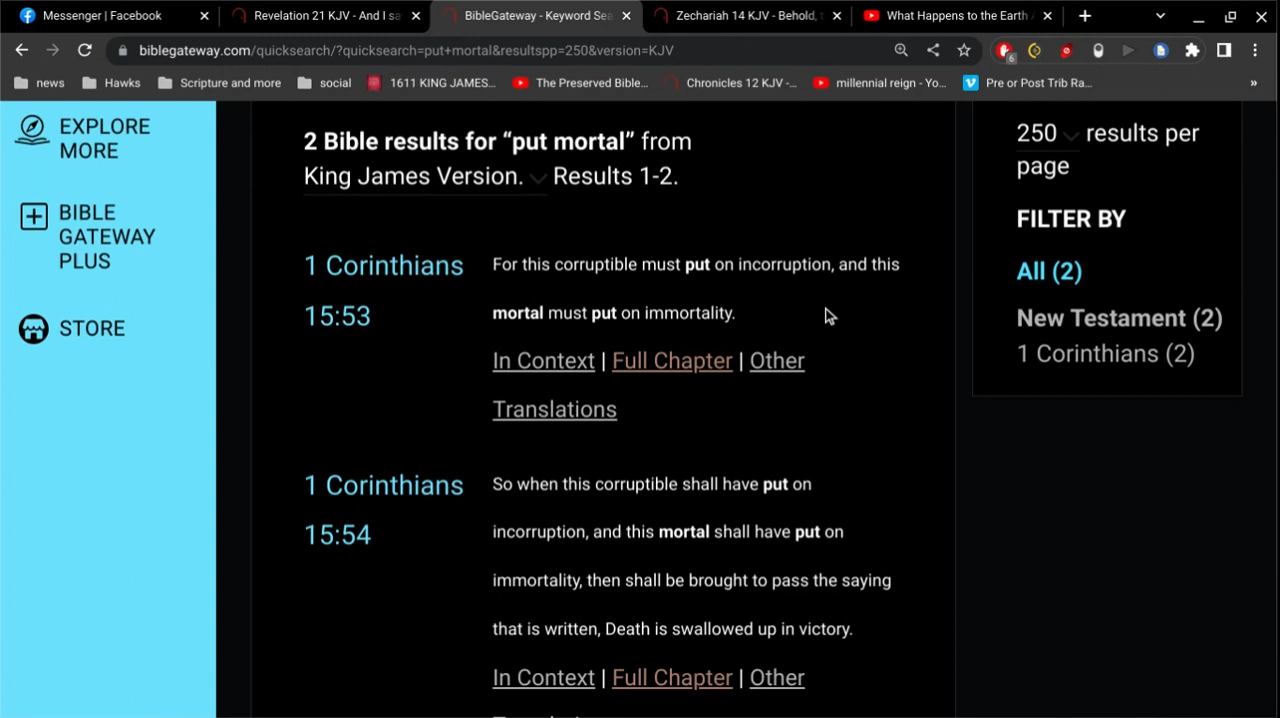 Messenger | Facebook
Revelation 21 KJV - And I sa
BibleGateway - Keyword Sea
Zechariah 14 KJV - Behold, t
What Happens to the Earth
biblegateway.com/quicksearch/?quicksearch=put+mortal&resultspp=250&version=KJV
6
news
Hawks
Scripture and more
social
1611 KING JAMES...
The Preserved Bible...
Chronicles 12 KJV -...
millennial reign - Yo...
Pre or Post Trib Ra...
»
EXPLORE
MORE
BIBLE
GATEWAY
PLUS
STORE
2 Bible results for “put mortal” from
King James Version. Results 1-2.
1 Corinthians
15:53
For this corruptible must put on incorruption, and this
mortal must put on immortality.
In Context | Full Chapter | Other
Translations
1 Corinthians
15:54
So when this corruptible shall have put on
incorruption, and this mortal shall have put on
immortality, then shall be brought to pass the saying
that is written, Death is swallowed up in victory.
In Context | Full Chapter | Other
250 results per
page
FILTER BY
All (2)
New Testament (2)
1 Corinthians (2)